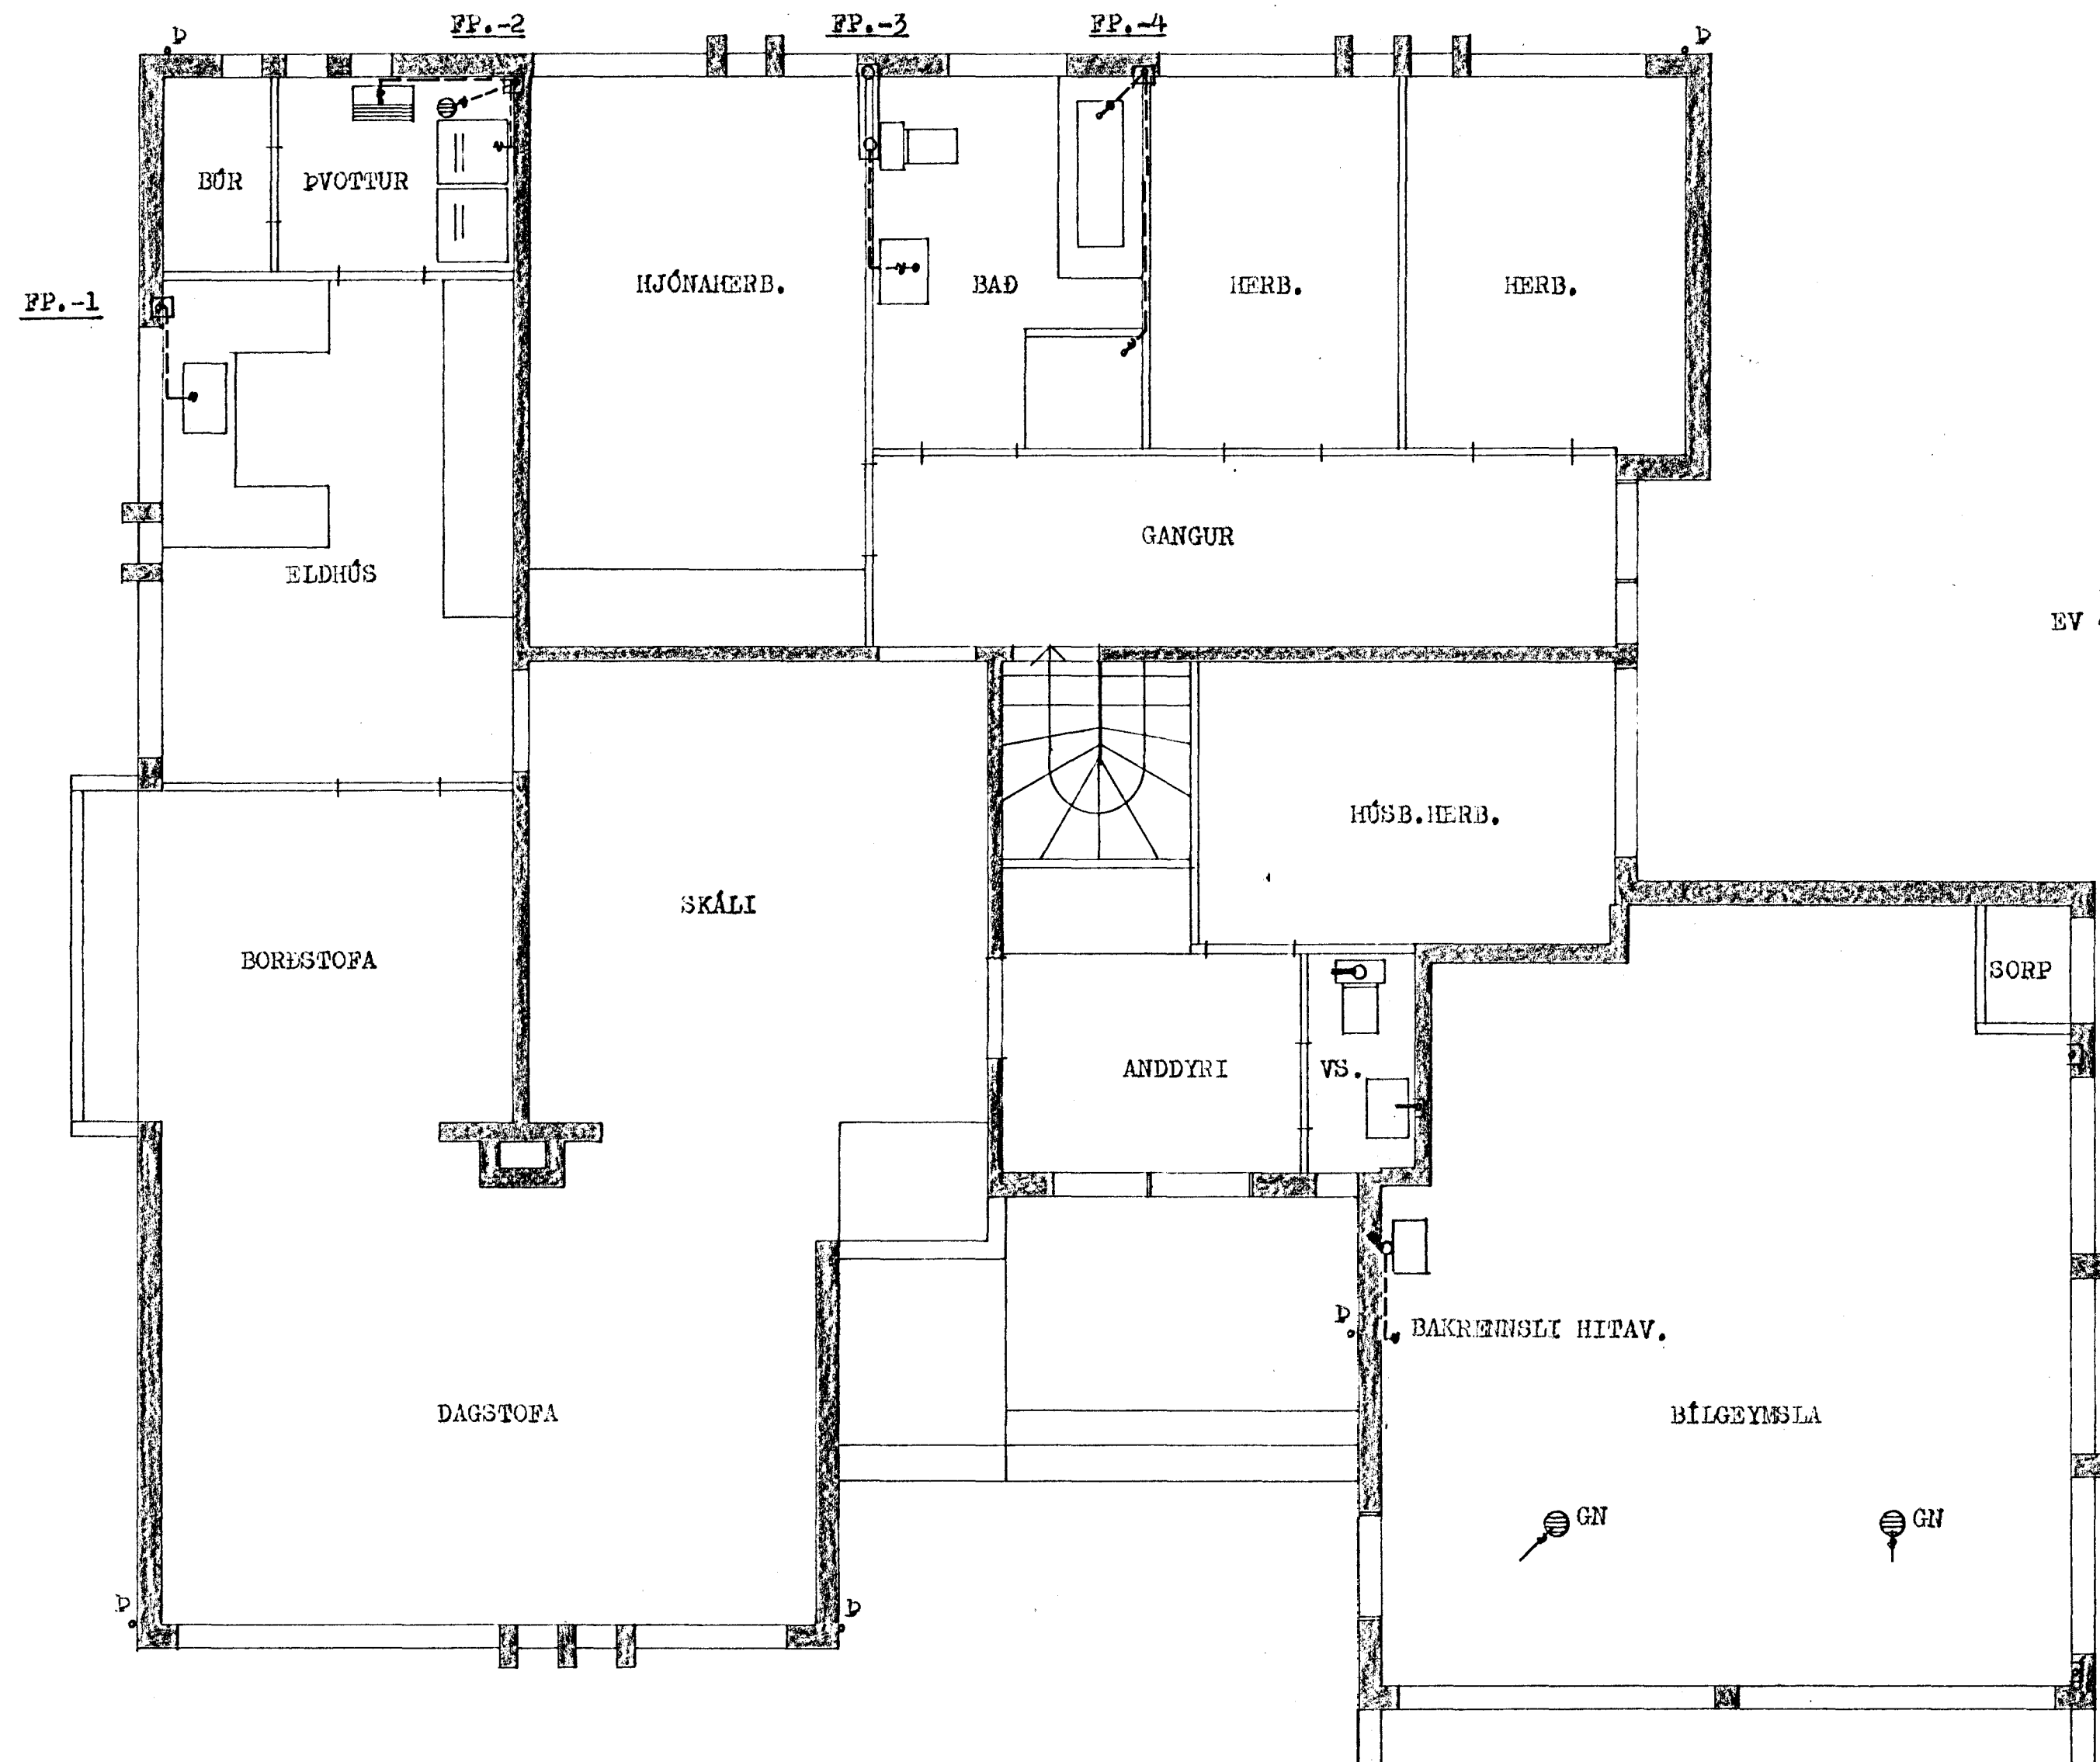 FP.-2 FP.-3 FP.-4
Þ Þ
BÚR ÞVOTTUR
HJÓNAHERB. BAÐ HERB. HERB.
FP.-1
GANGUR
ELDHÚS
EV
HÚSB.HERB.
SKÁLI
BORÐSTOFA
SORP
ANDDYRI VS.
Þ BAKRENNSLI HITAV.
DAGSTOFA BÍLGEYMSLA
GN GN
Þ Þ